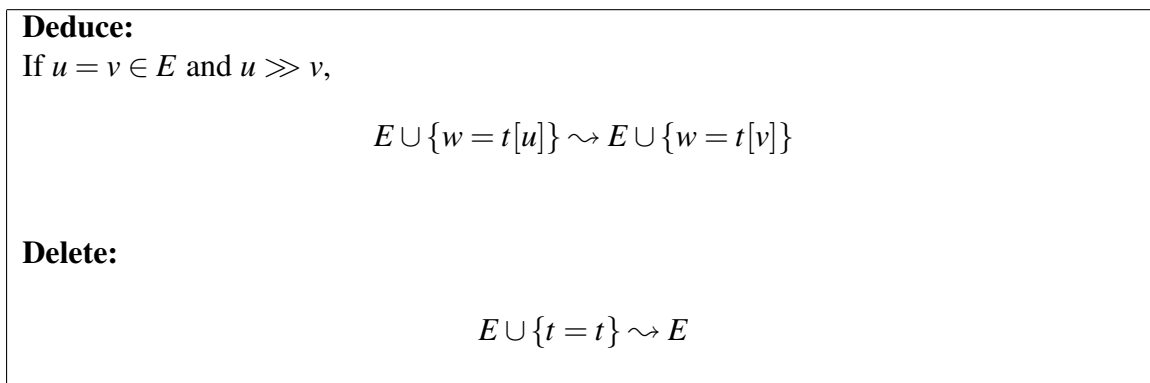 Deduce:
If u = v ∈ E and u ≫ v,
E ∪ {w = t[u]} ⇝ E ∪ {w = t[v]}
Delete:
E ∪ {t = t} ⇝ E